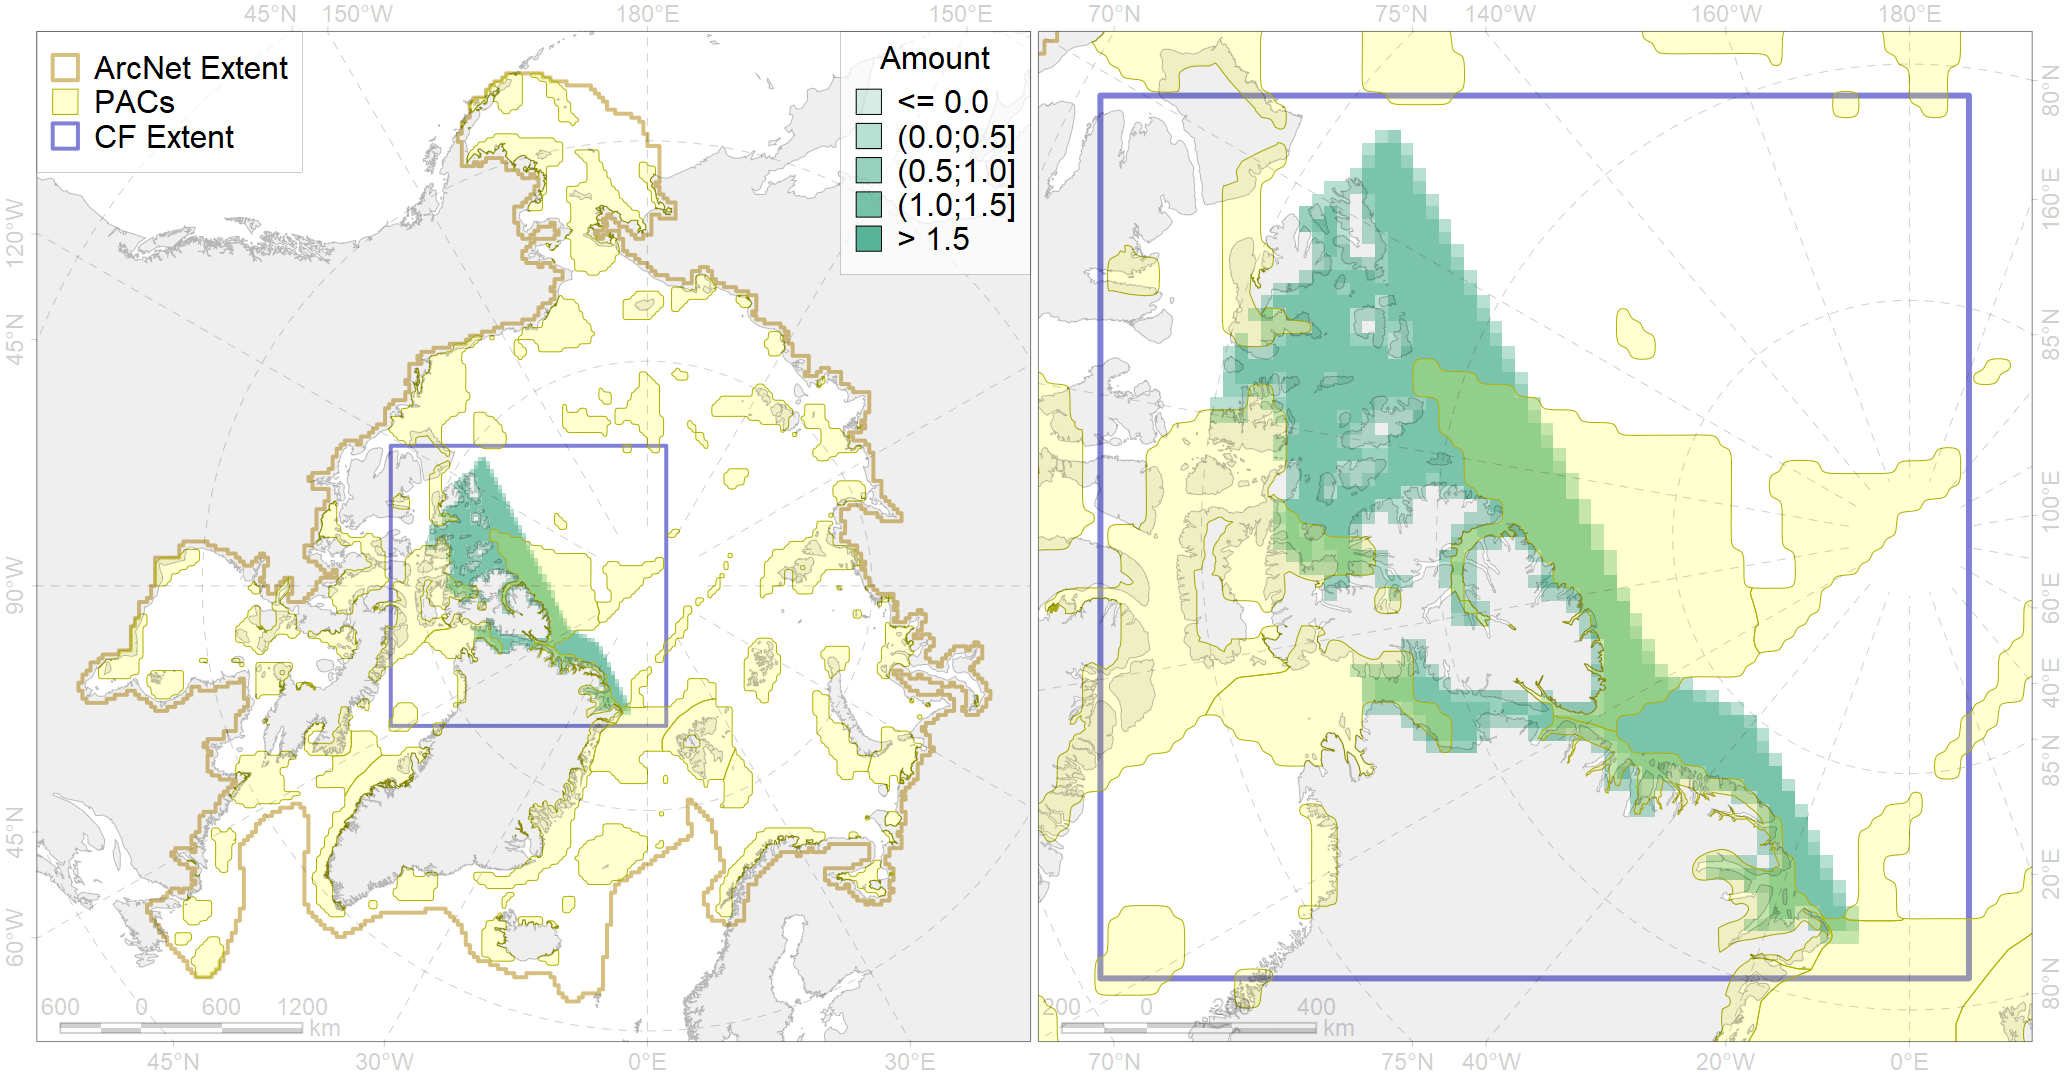 45°N 150°W 180°E 150°E 70°N 75°N 140°W 160°W 180°E
ArcNet Extent
PACs
CF Extent
Amount
<= 0.0
(0.0;0.5]
(0.5;1.0]
(1.0;1.5]
> 1.5
120°W
45°N
90°W
45°N
60°W
80°N
160°E
85°N
100°E
60°E
40°E
85°N
20°E
80°N
600 0 600 1200
km
200 0 200 400
km
45°N 30°W 0°E 30°E 70°N 75°N 40°W 20°W 0°E